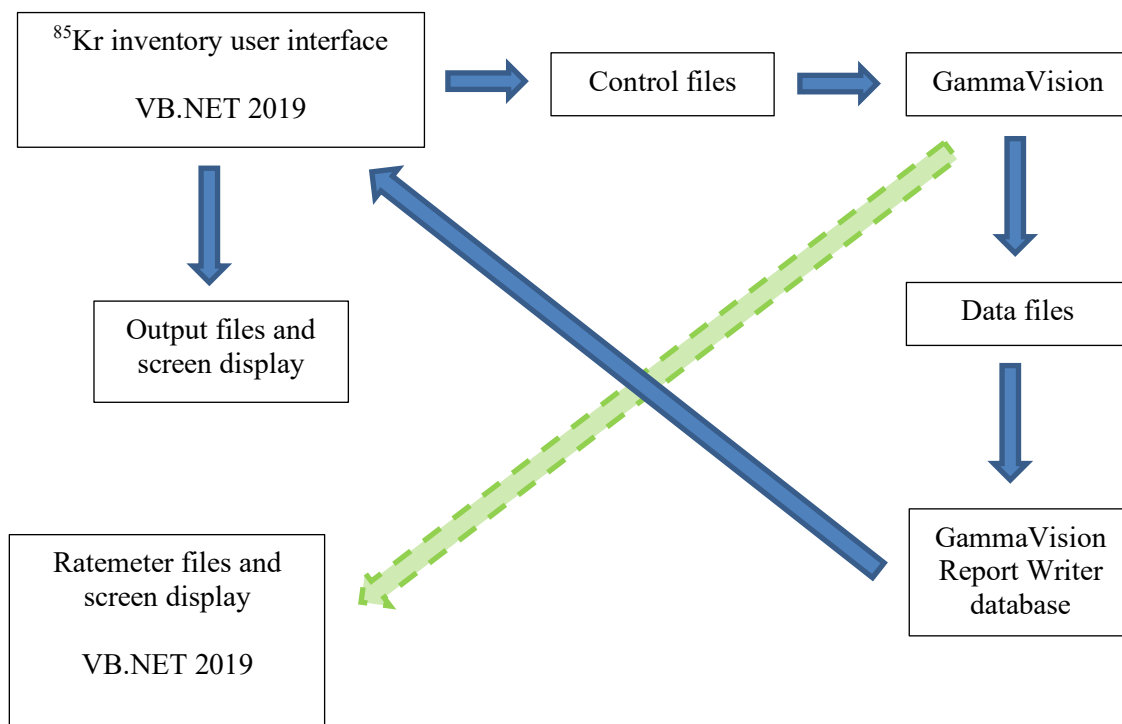 ⁸⁵Kr inventory user interface
VB.NET 2019
Control files
GammaVision
Output files and
screen display
Data files
Ratemeter files and
screen display
VB.NET 2019
GammaVision
Report Writer
database